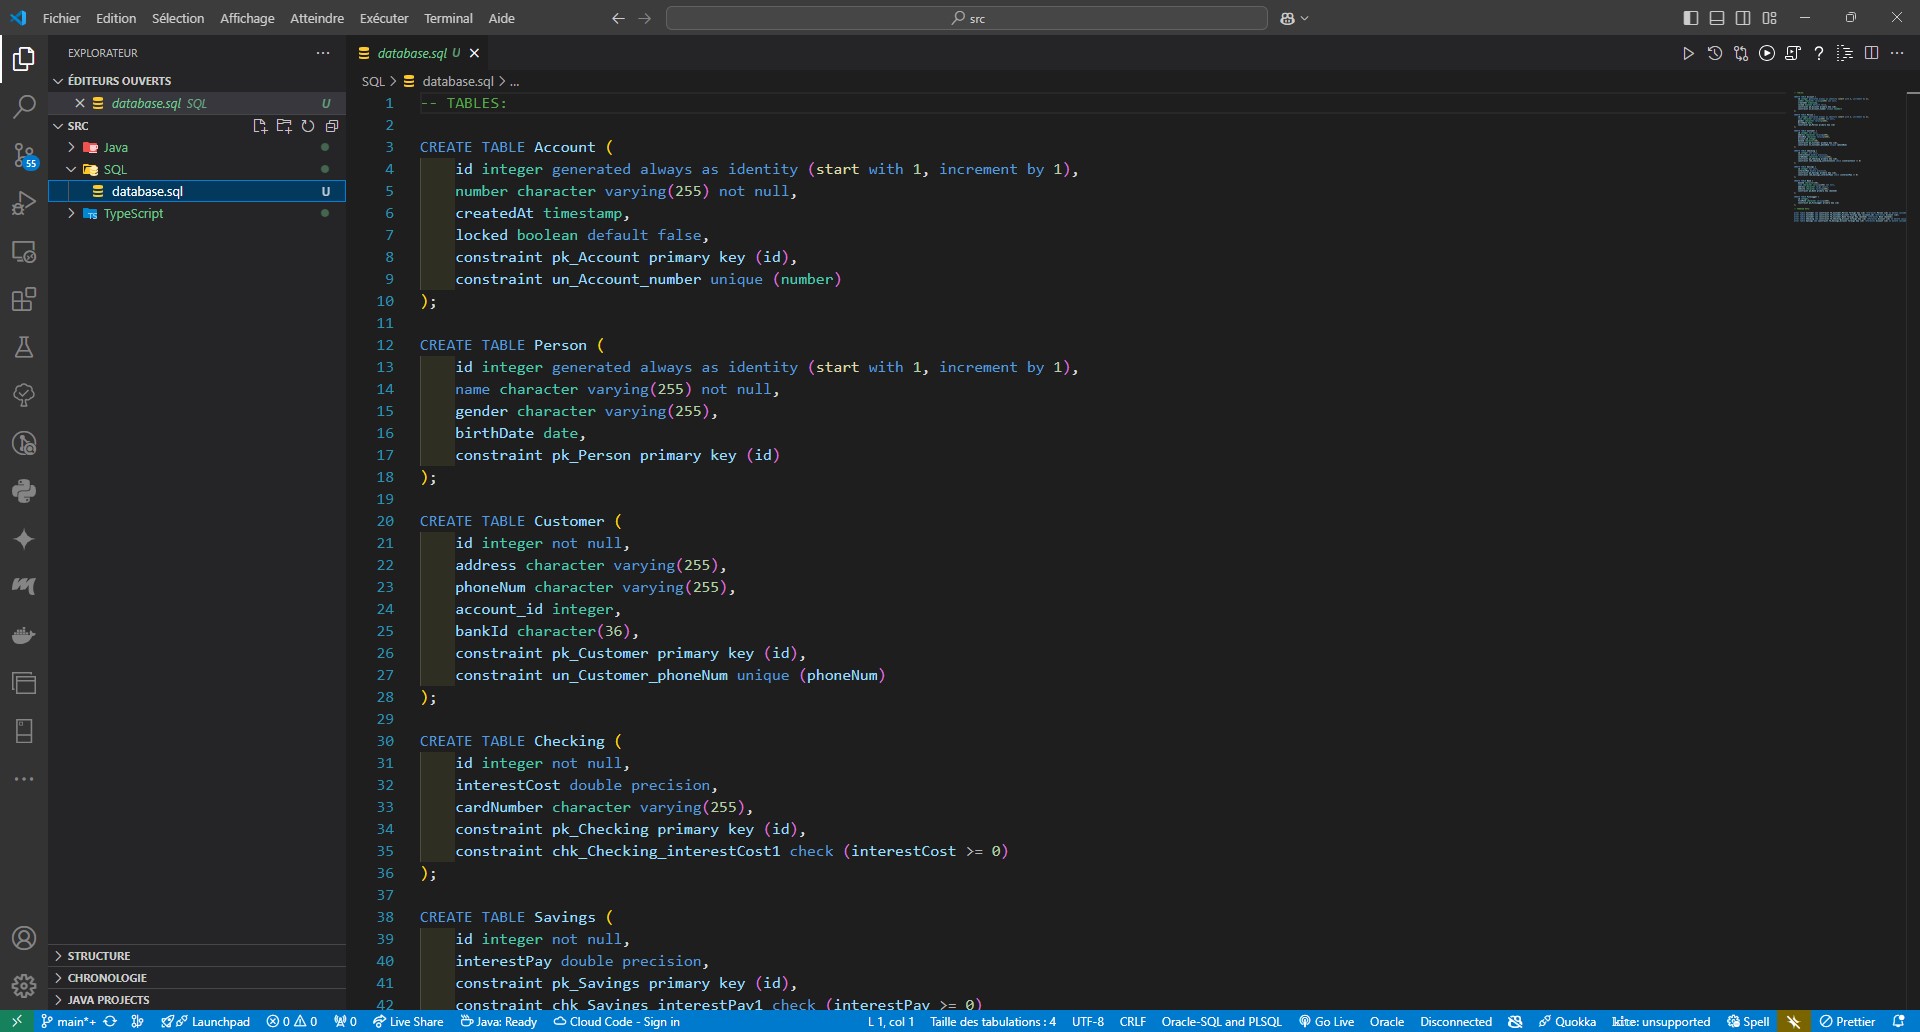 Fichier Edition Sélection Affichage Atteindre Exécuter Terminal Aide
src
EXPLORATEUR
ÉDITEURS OUVERTS
database.sql SQL U
SRC
Java
SQL
database.sql U
TypeScript
55
STRUCTURE
CHRONOLOGIE
JAVA PROJECTS
database.sql U
SQL > database.sql > ...
1 -- TABLES:
2
3 CREATE TABLE Account (
4 id integer generated always as identity (start with 1, increment by 1),
5 number character varying(255) not null,
6 createdAt timestamp,
7 locked boolean default false,
8 constraint pk_Account primary key (id),
9 constraint un_Account_number unique (number)
10 );
11
12 CREATE TABLE Person (
13 id integer generated always as identity (start with 1, increment by 1),
14 name character varying(255) not null,
15 gender character varying(255),
16 birthDate date,
17 constraint pk_Person primary key (id)
18 );
19
20 CREATE TABLE Customer (
21 id integer not null,
22 address character varying(255),
23 phoneNum character varying(255),
24 account_id integer,
25 bankId character(36),
26 constraint pk_Customer primary key (id),
27 constraint un_Customer_phoneNum unique (phoneNum)
28 );
29
30 CREATE TABLE Checking (
31 id integer not null,
32 interestCost double precision,
33 cardNumber character varying(255),
34 constraint pk_Checking primary key (id),
35 constraint chk_Checking_interestCost1 check (interestCost >= 0)
36 );
37
38 CREATE TABLE Savings (
39 id integer not null,
40 interestPay double precision,
41 constraint pk_Savings primary key (id),
42 constraint chk_Savings_interestPay1 check (interestPay >= 0)
main*+ Launchpad 0 0 0 Live Share Java: Ready Cloud Code - Sign in L 1, col 1 Taille des tabulations : 4 UTF-8 CRLF Oracle-SQL and PLSQL Go Live Oracle Disconnected Quokka kite: unsupported Spell Prettier